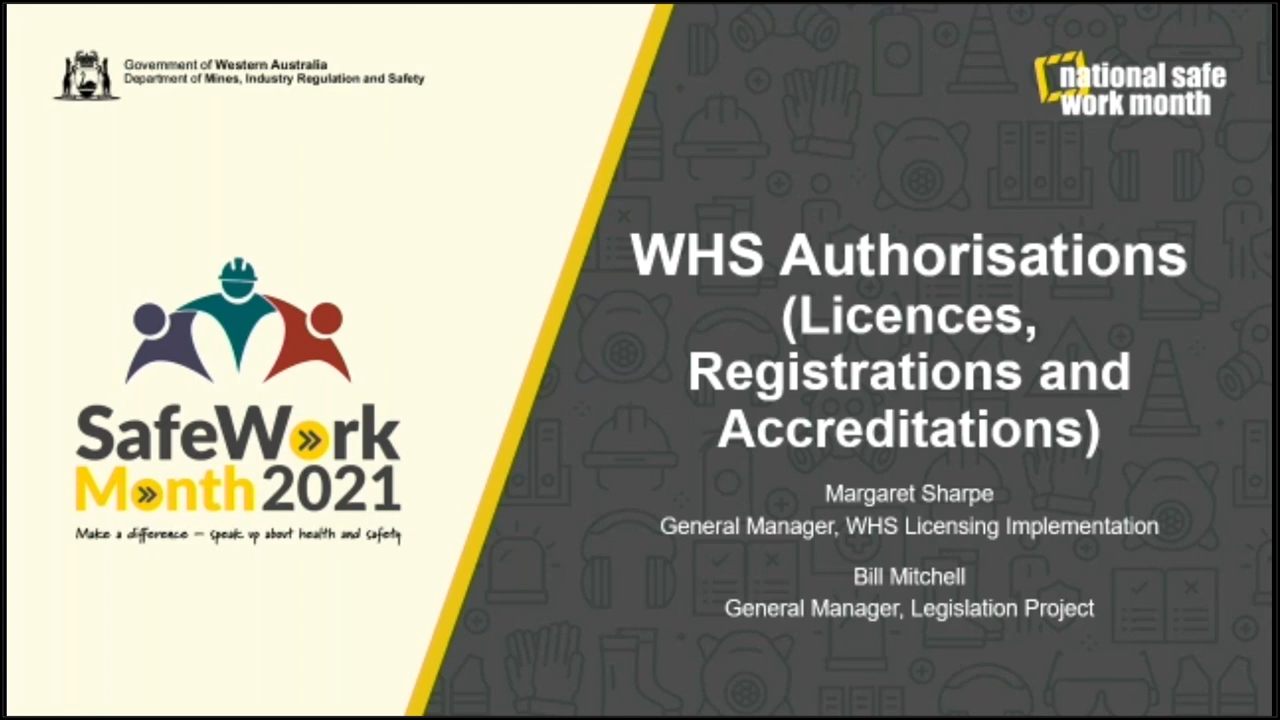 Government of Western Australia
Department of Mines, Industry Regulation and Safety
national safe
work month
SafeWork
Month 2021
Make a difference – speak up about health and safety
WHS Authorisations
(Licences,
Registrations and
Accreditations)
Margaret Sharpe
General Manager, WHS Licensing Implementation
Bill Mitchell
General Manager, Legislation Project